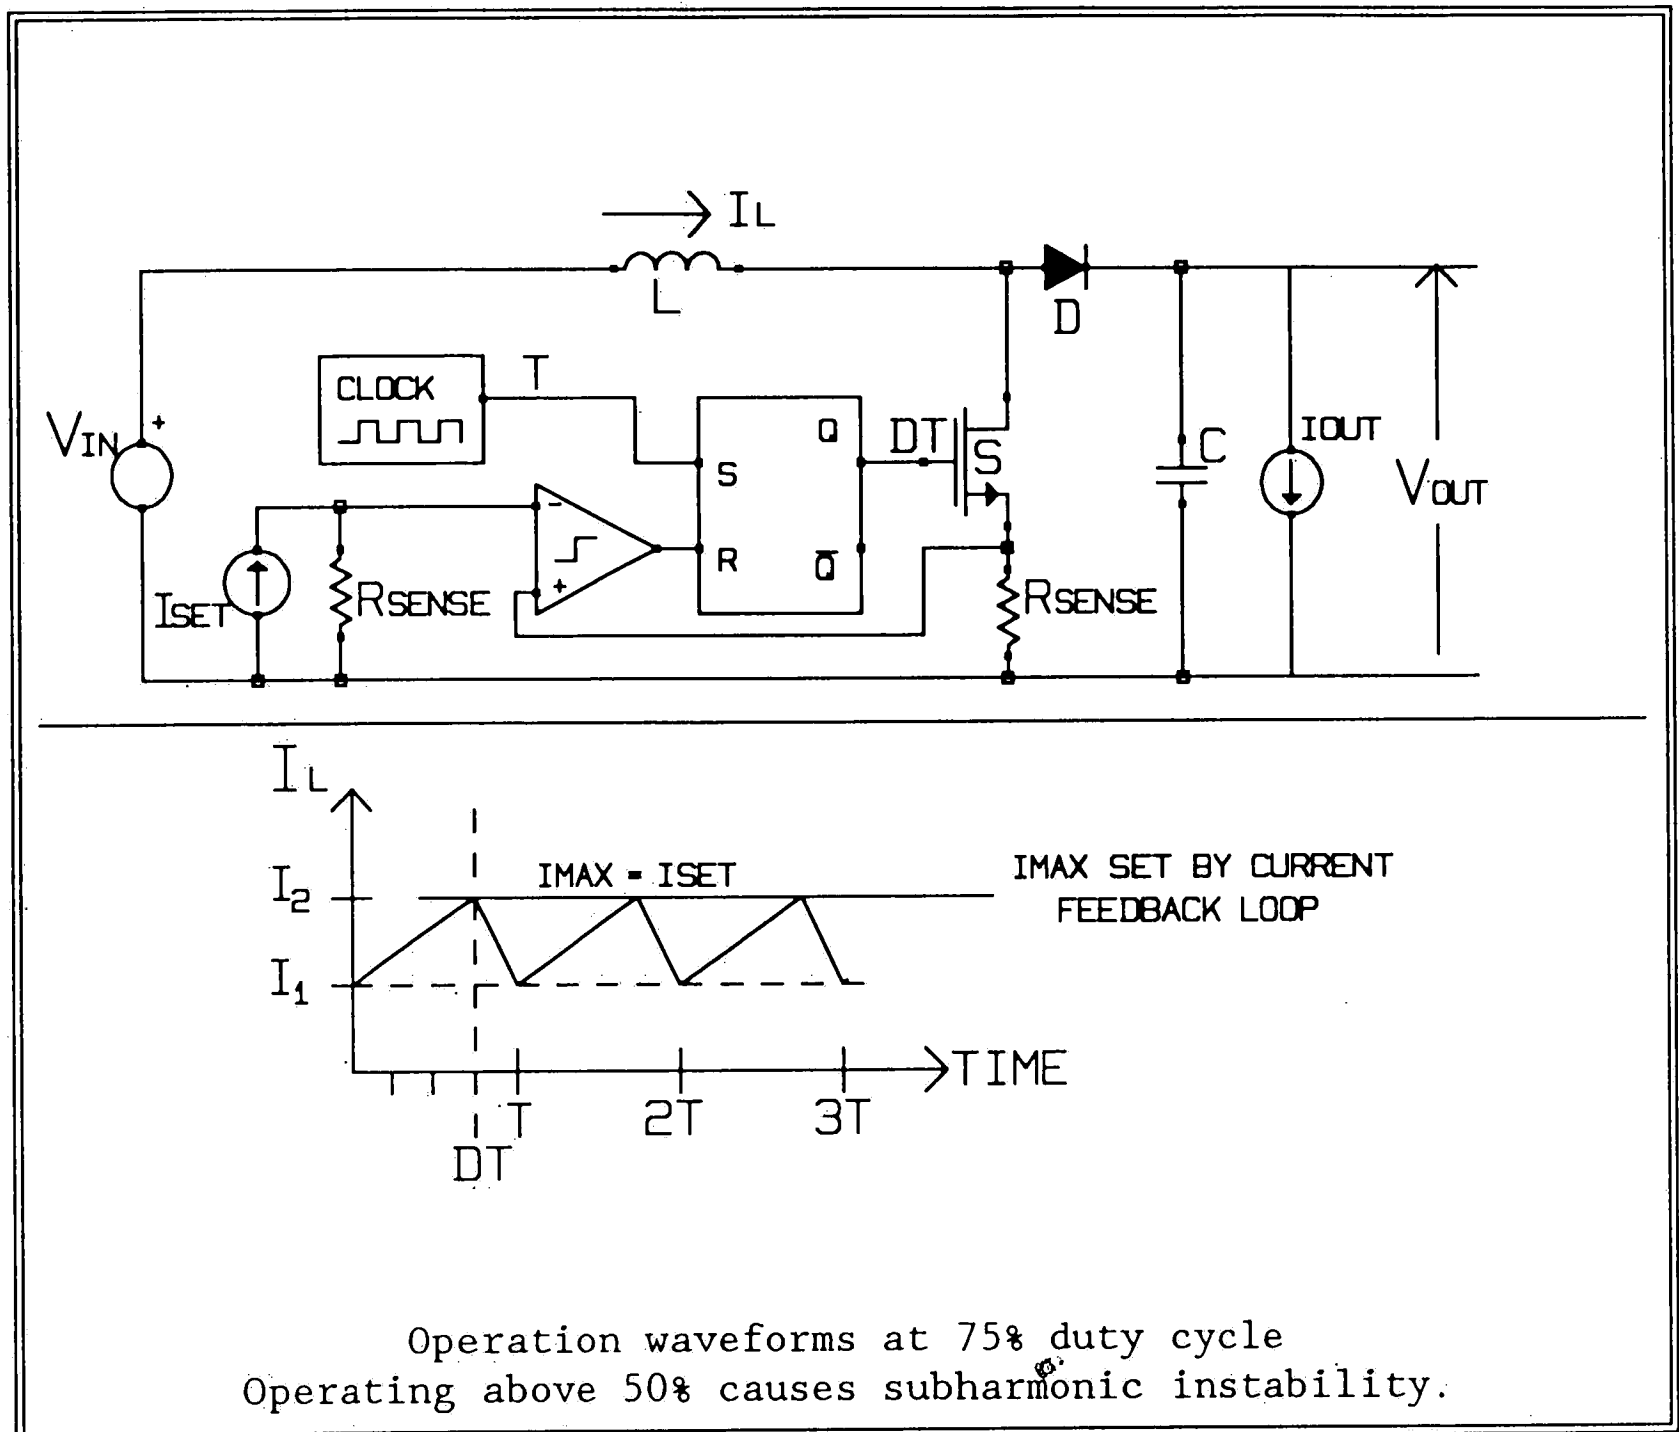 IL
L
D
CLOCK
T
VIN
+
S
R
Q
Q̅
DT
S
C
IOUT
VOUT
ISET
RSENSE
-
+
RSENSE
IL
I2
I1
IMAX = ISET
IMAX SET BY CURRENT
FEEDBACK LOOP
TIME
T
2T
3T
DT
Operation waveforms at 75% duty cycle
Operating above 50% causes subharmonic instability.